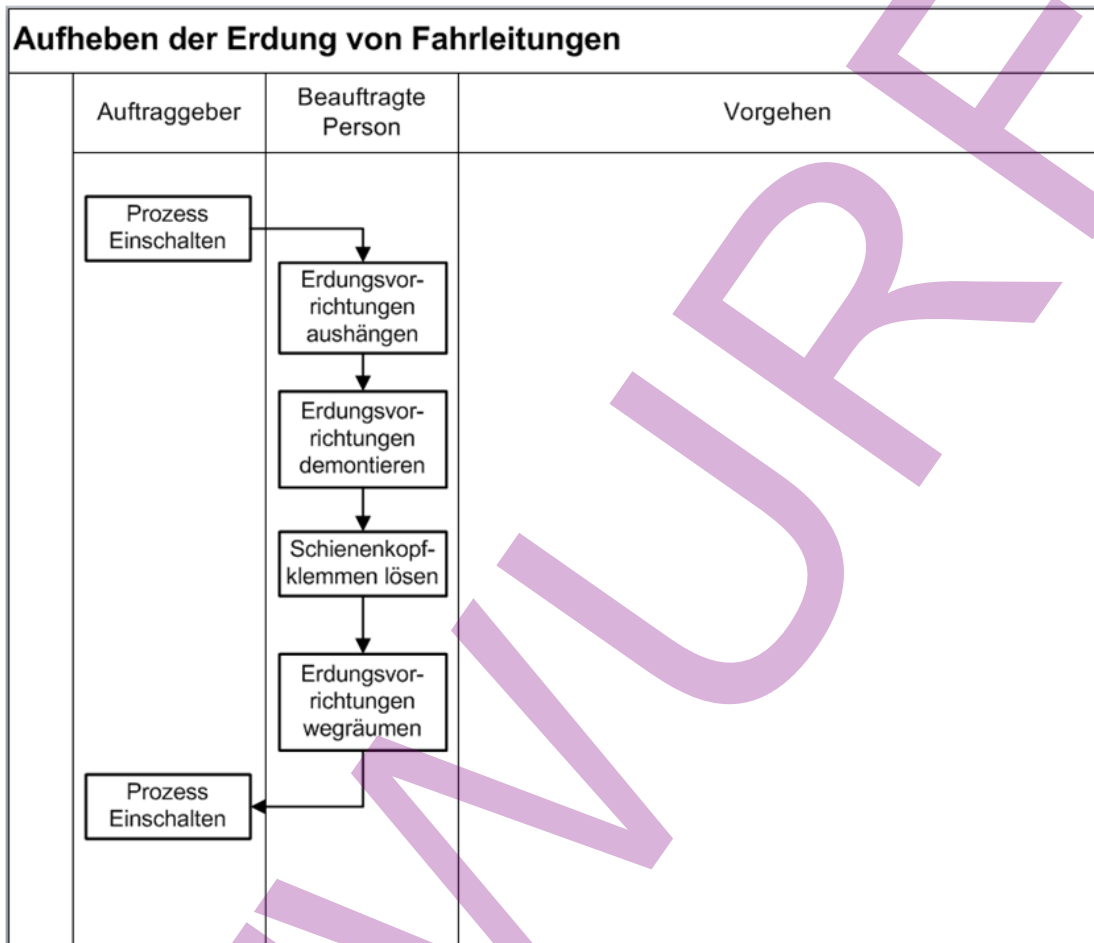 Aufheben der Erdung von Fahrleitungen
Auftraggeber
Beauftragte
Person
Vorgehen
Prozess
Einschalten
Erdungsvor-
richtungen
aushängen
Erdungsvor-
richtungen
demontieren
Schienenkopf-
klemmen lösen
Erdungsvor-
richtungen
wegräumen
Prozess
Einschalten